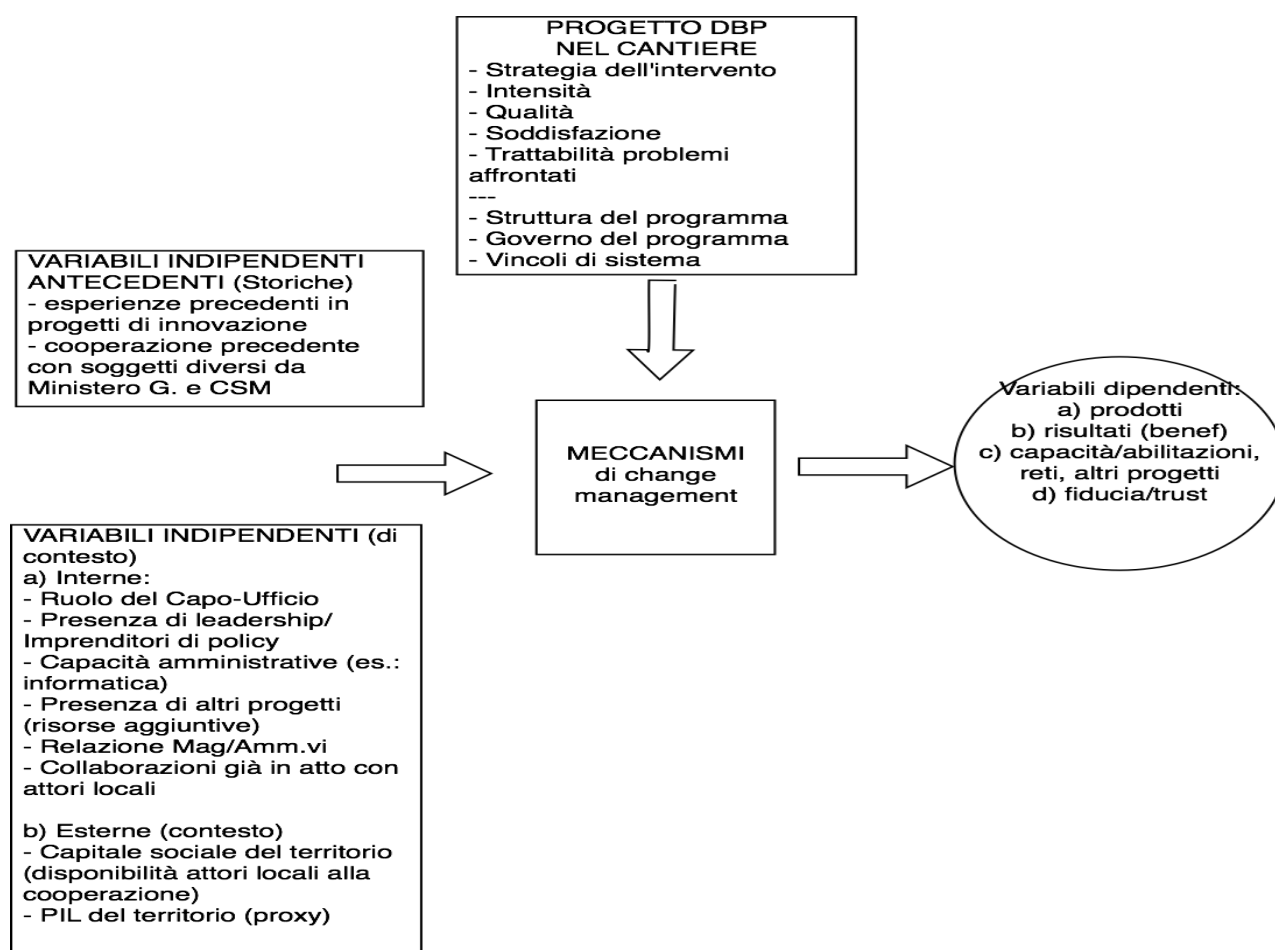 PROGETTO DBP
NEL CANTIERE
- Strategia dell'intervento
- Intensità
- Qualità
- Soddisfazione
- Trattabilità problemi
affrontati
---
- Struttura del programma
- Governo del programma
- Vincoli di sistema
VARIABILI INDIPENDENTI
ANTECEDENTI (Storiche)
- esperienze precedenti in
progetti di innovazione
- cooperazione precedente
con soggetti diversi da
Ministero G. e CSM
MECCANISMI
di change
management
Variabili dipendenti:
a) prodotti
b) risultati (benef)
c) capacità/abilitazioni,
reti, altri progetti
d) fiducia/trust
VARIABILI INDIPENDENTI (di
contesto)
a) Interne:
- Ruolo del Capo-Ufficio
- Presenza di leadership/
Imprenditori di policy
- Capacità amministrative (es.:
informatica)
- Presenza di altri progetti
(risorse aggiuntive)
- Relazione Mag/Amm.vi
- Collaborazioni già in atto con
attori locali
b) Esterne (contesto)
- Capitale sociale del territorio
(disponibilità attori locali alla
cooperazione)
- PIL del territorio (proxy)